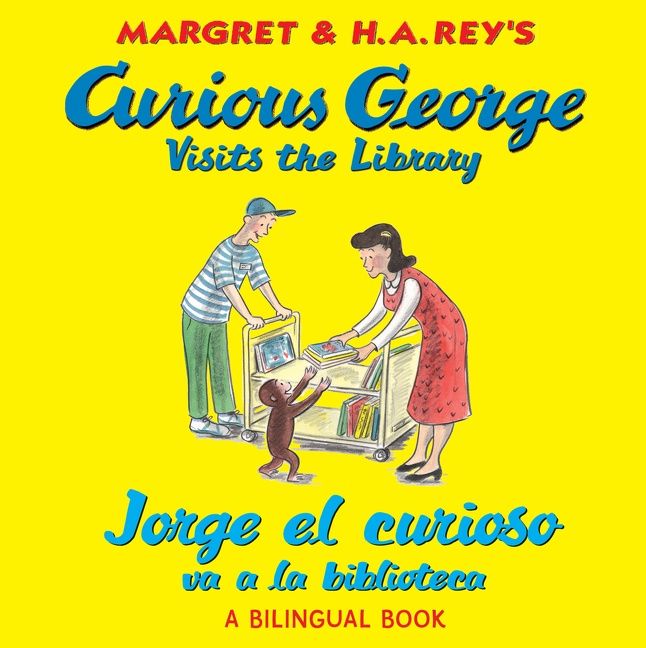 MARGRET & H.A. REY'S
Curious George
Visits the Library
Jorge el curioso
va a la biblioteca
A BILINGUAL BOOK